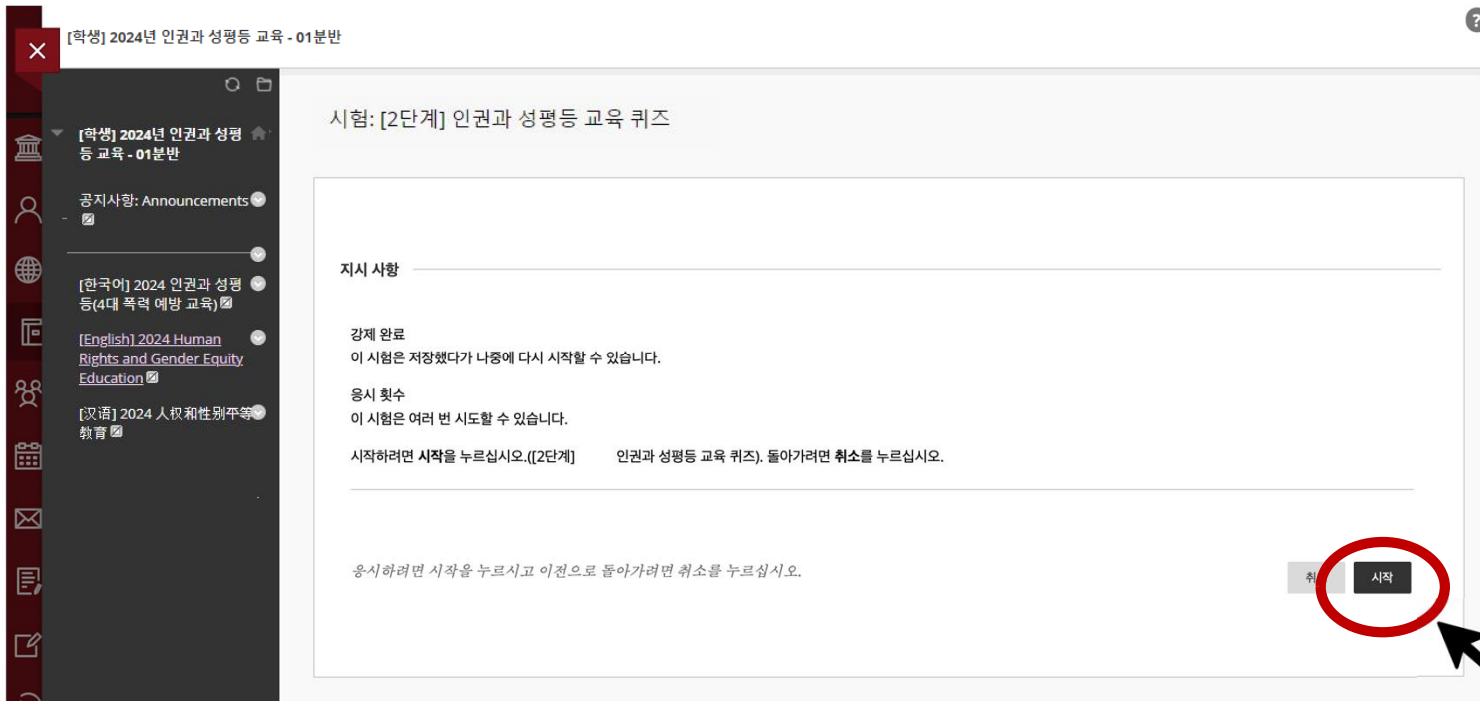 [학생] 2024년 인권과 성평등 교육 - 01분반
[학생] 2024년 인권과 성평
등 교육 - 01분반
공지사항: Announcements
[한국어] 2024 인권과 성평
등(4대 폭력 예방 교육)
[English] 2024 Human
Rights and Gender Equity
Education
[汉语] 2024 人权和性别平等
教育
시험: [2단계] 인권과 성평등 교육 퀴즈
지시 사항
강제 완료
이 시험은 저장했다가 나중에 다시 시작할 수 있습니다.
응시 횟수
이 시험은 여러 번 시도할 수 있습니다.
시작하려면 시작을 누르십시오.([2단계] 인권과 성평등 교육 퀴즈). 돌아가려면 취소를 누르십시오.
응시하려면 시작을 누르시고 이전으로 돌아가려면 취소를 누르십시오.
시작